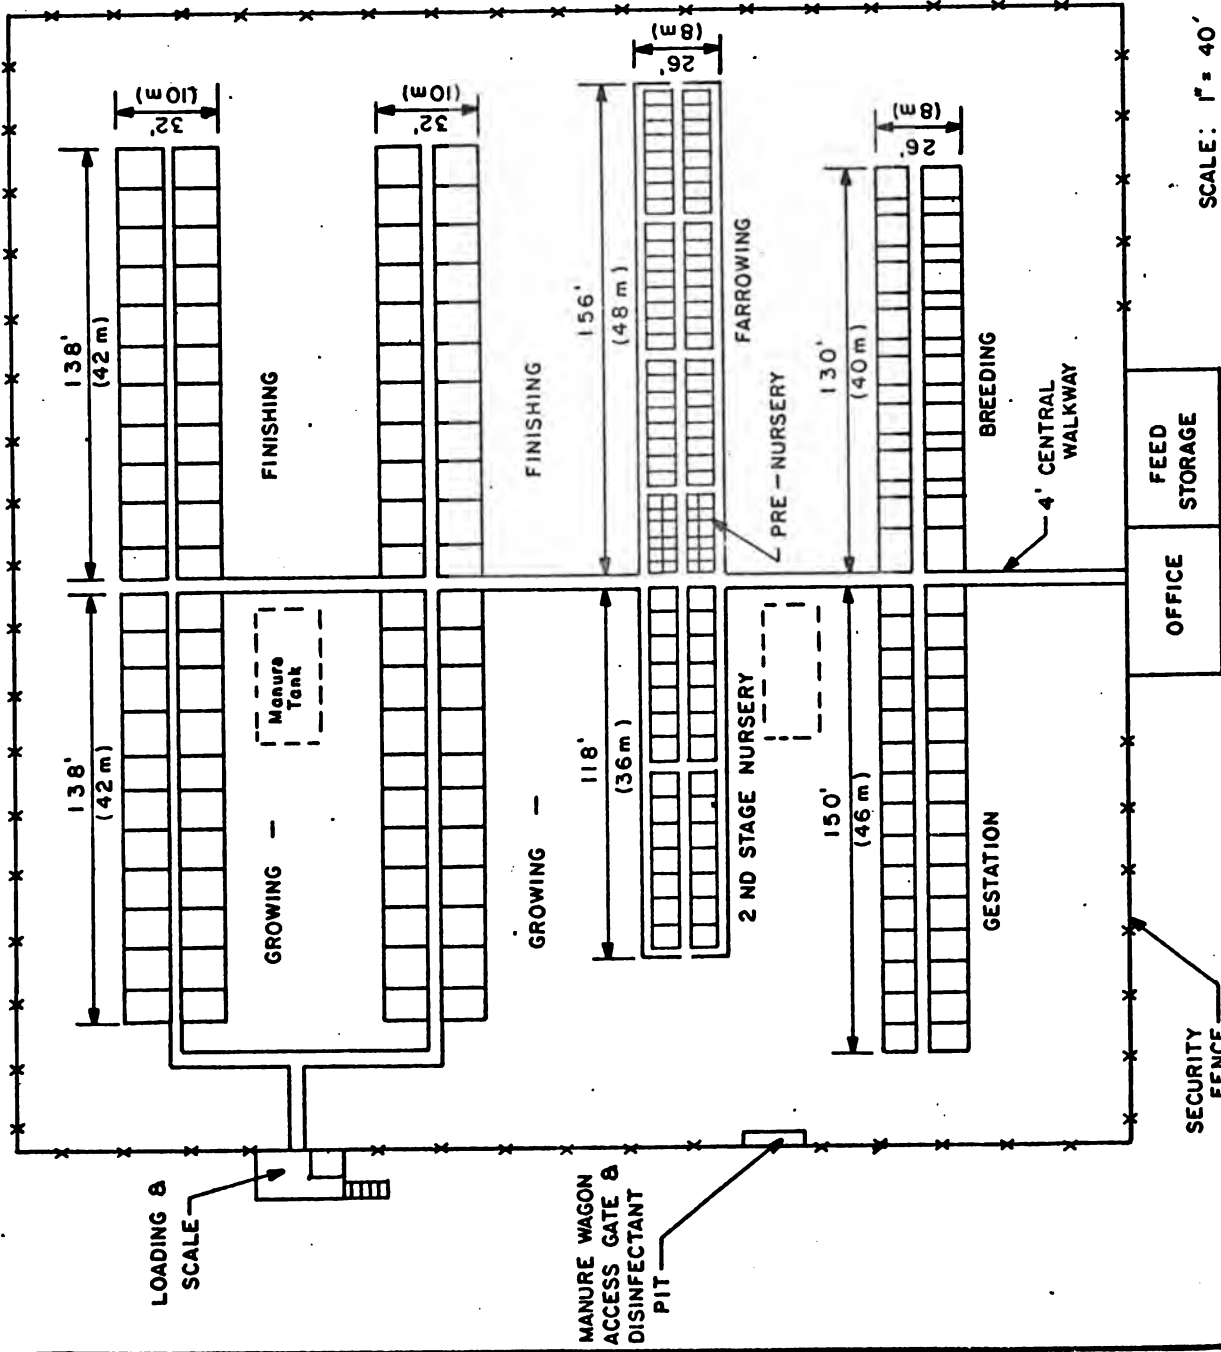 138'
(42 m)
138'
(42 m)
32'
(10 m)
GROWING —
Manura
Tank
FINISHING
32'
(10 m)
GROWING —
FINISHING
118'
(36 m)
156'
(48 m)
26'
(8 m)
2 ND STAGE NURSERY
PRE – NURSERY
FARROWING
150'
(46 m)
130'
(40 m)
26'
(8 m)
GESTATION
BREEDING
4' CENTRAL
WALKWAY
OFFICE
FEED
STORAGE
LOADING &
SCALE
MANURE WAGON
ACCESS GATE &
DISINFECTANT
PIT
SECURITY
FENCE
SCALE: 1" = 40'